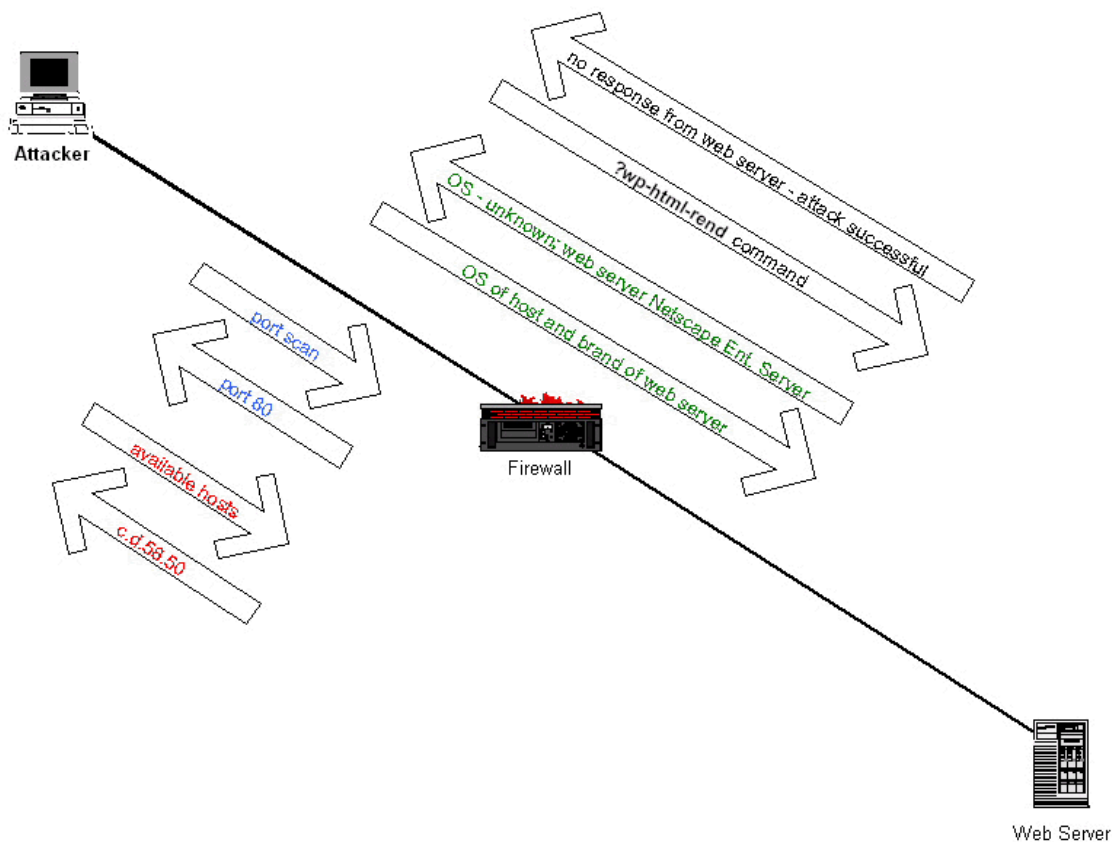 Attacker
no response from web server - attack successful
?wp-html-rend command
OS - unknown; web server Netscape Ent. Server
OS of host and brand of web server
port scan
port 80
available hosts
c.d.58.50
Firewall
Web Server